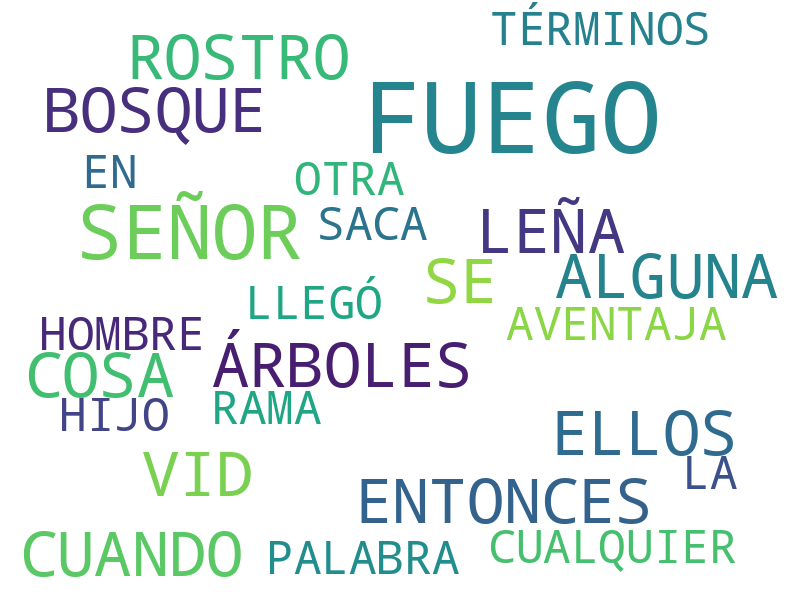 TÉRMINOS
ROSTRO
FUEGO
BOSQUE
EN
OTRA
SEÑOR
SACA
LEÑA
SE
ALGUNA
LLEGÓ
AVENTAJA
HOMBRE
ÁRBOLES
COSA
HIJO
RAMA
ELLOS
VID
LA
ENTONCES
CUANDO
PALABRA
CUALQUIER